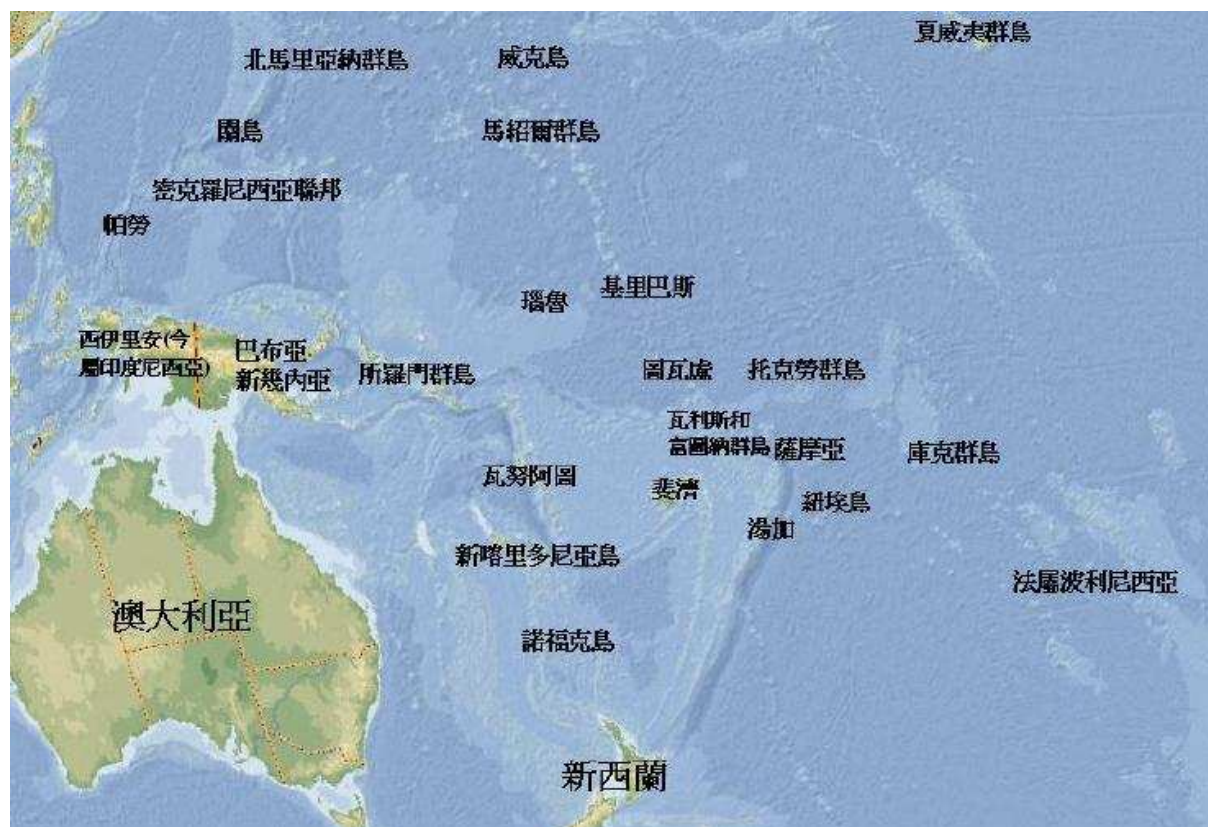 夏威夷群島
北馬里亞納群島
威克島
關島
馬紹爾群島
密克羅尼西亞聯邦
帕勞
瑙魯
基里巴斯
西伊里安(今
屬印度尼西亞)
巴布亞
新幾內亞
所羅門群島
圖瓦盧
托克勞群島
瓦利斯和
富圖納群島
薩摩亞
庫克群島
瓦努阿圖
斐濟
紐埃島
湯加
新喀里多尼亞島
法屬波利尼西亞
澳大利亞
諾福克島
新西蘭